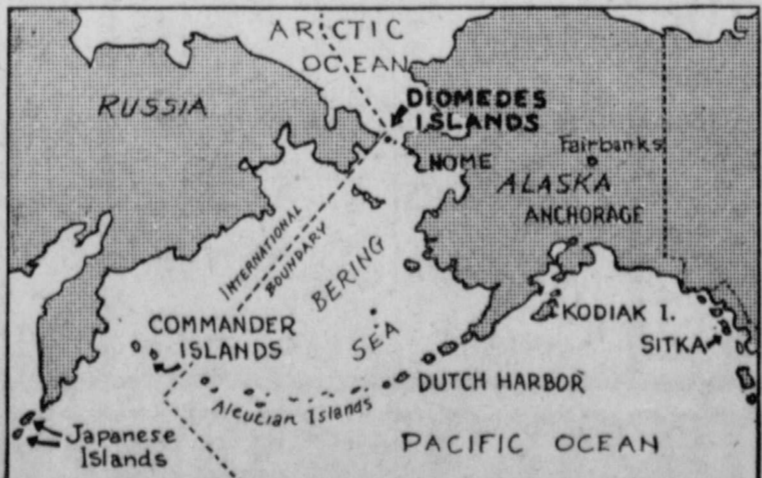 ARCTIC
OCEAN
RUSSIA
DIOMEDES
ISLANDS
NOME
Fairbanks
ALASKA
ANCHORAGE
INTERNATIONAL
BOUNDARY
BERING
SEA
COMMANDER
ISLANDS
KODIAK I.
SITKA
DUTCH HARBOR
Aleutian Islands
Japanese
Islands
PACIFIC OCEAN